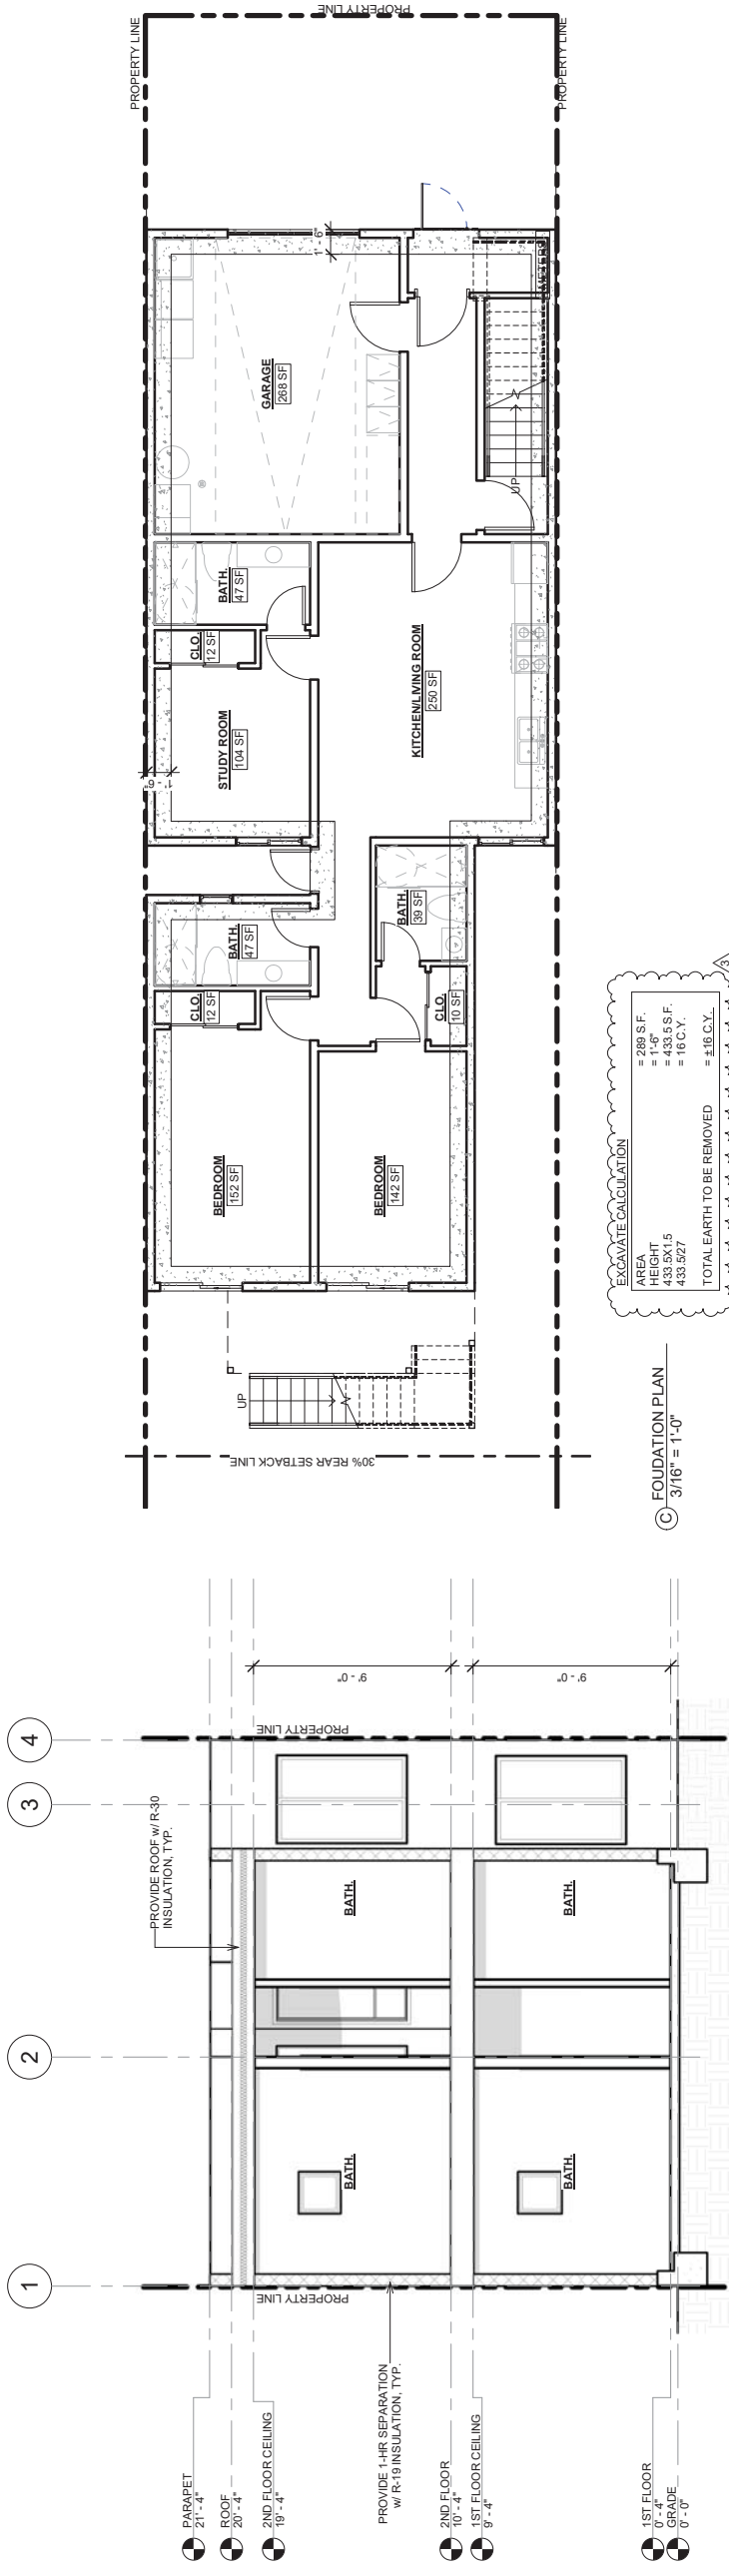 PROPERTY LINE
PROPERTY LINE
PROPERTY LINE
1' - 6"
METERS
GARAGE
268 SF
UP
BATH.
47 SF
CLO.
12 SF
STUDY ROOM
104 SF
1' - 6"
KITCHEN/LIVING ROOM
250 SF
BATH.
47 SF
CLO.
12 SF
BATH.
39 SF
CLO.
10 SF
BEDROOM
152 SF
BEDROOM
142 SF
UP
30% REAR SETBACK LINE
EXCAVATE CALCULATION
AREA = 289 S.F.
HEIGHT = 1'-6"
433.5X1.5 = 433.5 S.F.
433.5/27 = 16 C.Y.
TOTAL EARTH TO BE REMOVED = ±16 C.Y.
3
C FOUDATION PLAN
3/16" = 1'-0"
1
2
3
4
PROVIDE ROOF w/ R-30
INSULATION, TYP.
PROPERTY LINE
PROPERTY LINE
9' - 0"
9' - 0"
BATH.
BATH.
BATH.
BATH.
PROVIDE 1-HR SEPARATION
w/ R-19 INSULATION, TYP.
PARAPET
21' - 4"
ROOF
20' - 4"
2ND FLOOR CEILING
19' - 4"
2ND FLOOR
10' - 4"
1ST FLOOR CEILING
9' - 4"
1ST FLOOR
0' - 4"
GRADE
0' - 0"